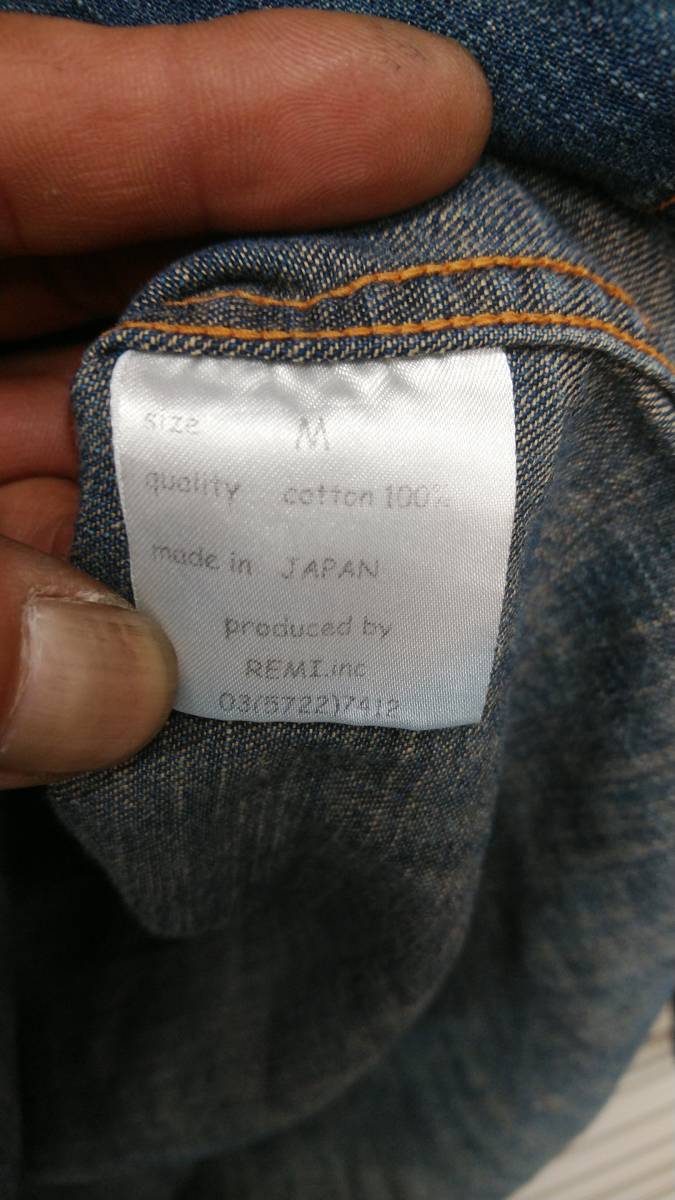 size M
quality cotton 100%
made in JAPAN
produced by
REMI.inc
03(5722)7412